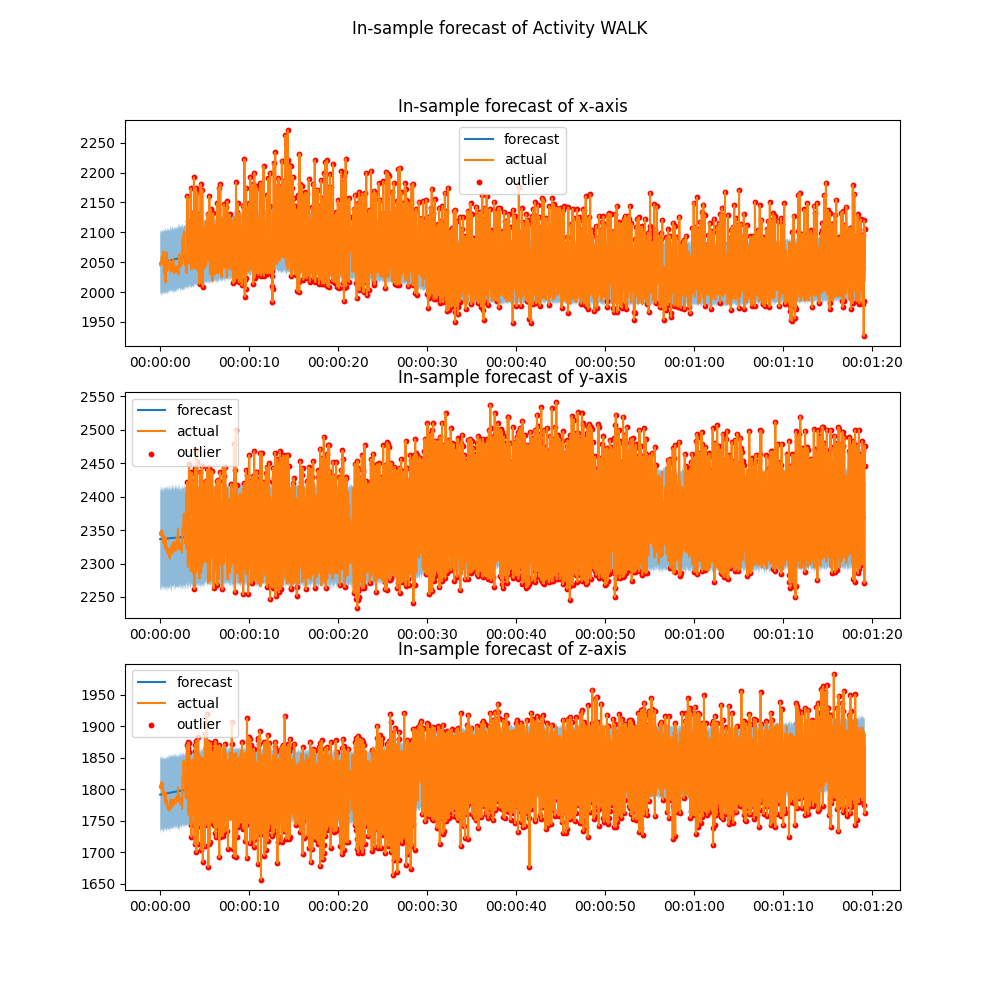 In-sample forecast of Activity WALK
In-sample forecast of x-axis
forecast
actual
outlier
2250
2200
2150
2100
2050
2000
1950
00:00:00 00:00:10 00:00:20 00:00:30 00:00:40 00:00:50 00:01:00 00:01:10 00:01:20
In-sample forecast of y-axis
forecast
actual
outlier
2550
2500
2450
2400
2350
2300
2250
00:00:00 00:00:10 00:00:20 00:00:30 00:00:40 00:00:50 00:01:00 00:01:10 00:01:20
In-sample forecast of z-axis
forecast
actual
outlier
1950
1900
1850
1800
1750
1700
1650
00:00:00 00:00:10 00:00:20 00:00:30 00:00:40 00:00:50 00:01:00 00:01:10 00:01:20